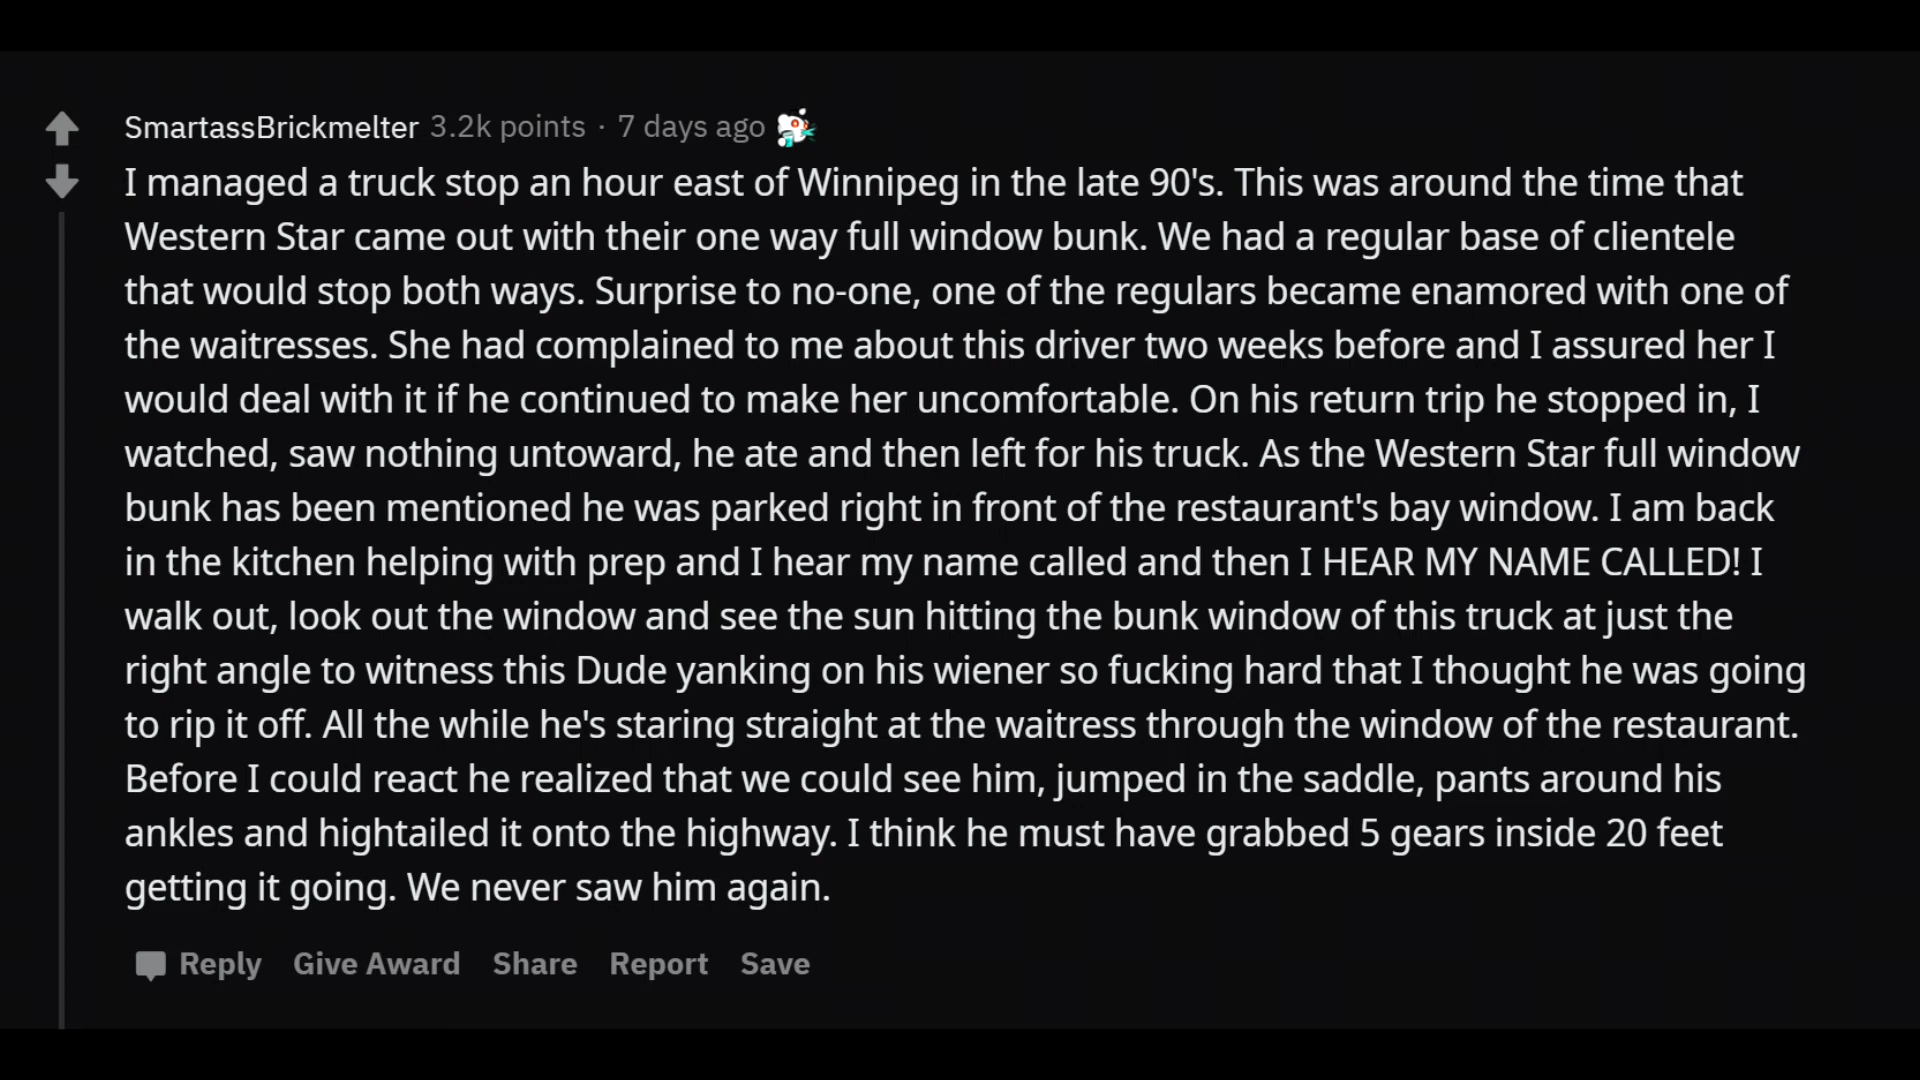 SmartassBrickmelter 3.2k points · 7 days ago
I managed a truck stop an hour east of Winnipeg in the late 90's. This was around the time that
Western Star came out with their one way full window bunk. We had a regular base of clientele
that would stop both ways. Surprise to no-one, one of the regulars became enamored with one of
the waitresses. She had complained to me about this driver two weeks before and I assured her I
would deal with it if he continued to make her uncomfortable. On his return trip he stopped in, I
watched, saw nothing untoward, he ate and then left for his truck. As the Western Star full window
bunk has been mentioned he was parked right in front of the restaurant's bay window. I am back
in the kitchen helping with prep and I hear my name called and then I HEAR MY NAME CALLED! I
walk out, look out the window and see the sun hitting the bunk window of this truck at just the
right angle to witness this Dude yanking on his wiener so fucking hard that I thought he was going
to rip it off. All the while he's staring straight at the waitress through the window of the restaurant.
Before I could react he realized that we could see him, jumped in the saddle, pants around his
ankles and hightailed it onto the highway. I think he must have grabbed 5 gears inside 20 feet
getting it going. We never saw him again.
Reply Give Award Share Report Save